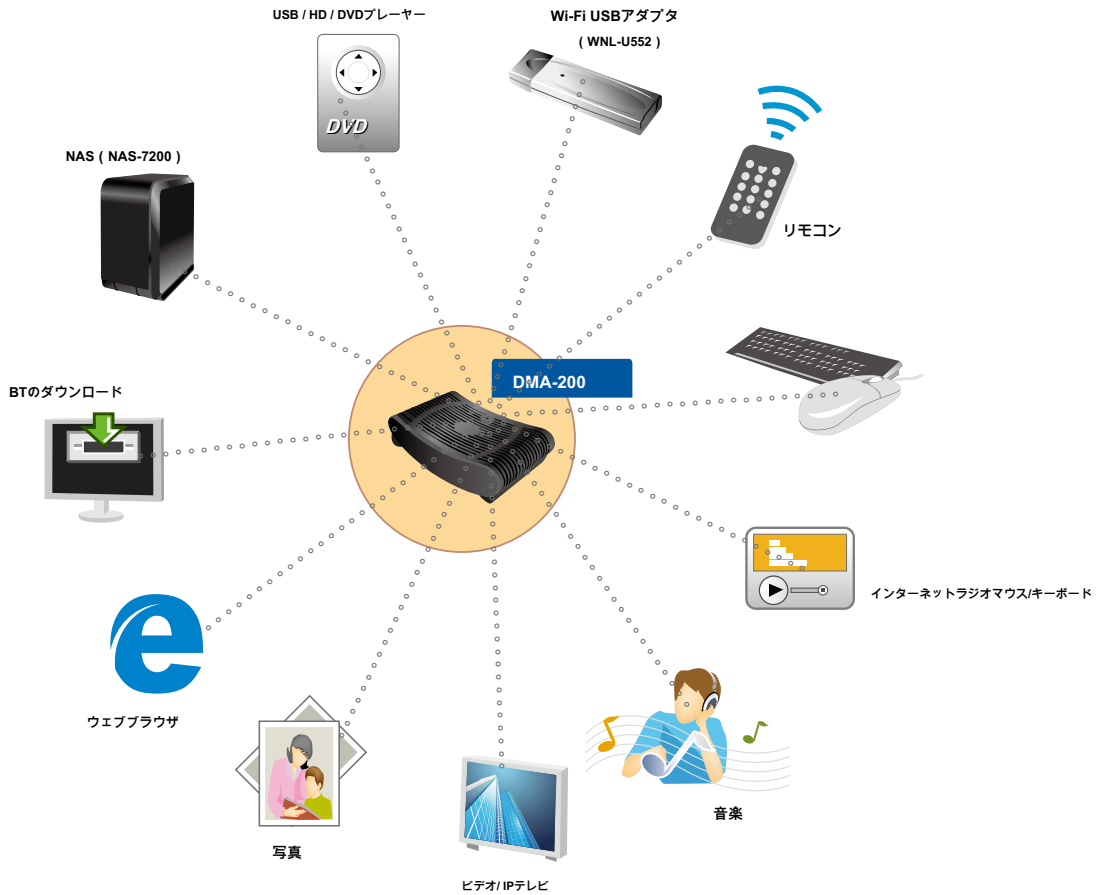 USB / HD / DVDプレーヤー
Wi-Fi USBアダプタ
( WNL-U552 )
DVD
NAS ( NAS-7200 )
リモコン
DMA-200
BTのダウンロード
インターネットラジオマウス/キーボード
ウェブブラウザ
音楽
写真
ビデオ/ IPテレビ